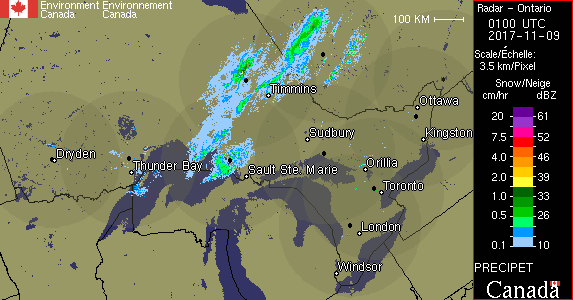 Environment Environnement
Canada Canada
100 KM
Timmins
Ottawa
Sudbury
Kingston
Dryden
Thunder Bay
Sault Ste. Marie
Orillia
Toronto
London
Windsor
Radar - Ontario
0100 UTC
2017-11-09
Scale/Échelle:
3.5 km/Pixel
Snow/Neige
cm/hr dBZ
20 61
7.5 52
4.0 46
2.0 39
1.0 33
0.5 26
0.1 10
PRECIPET
Canada